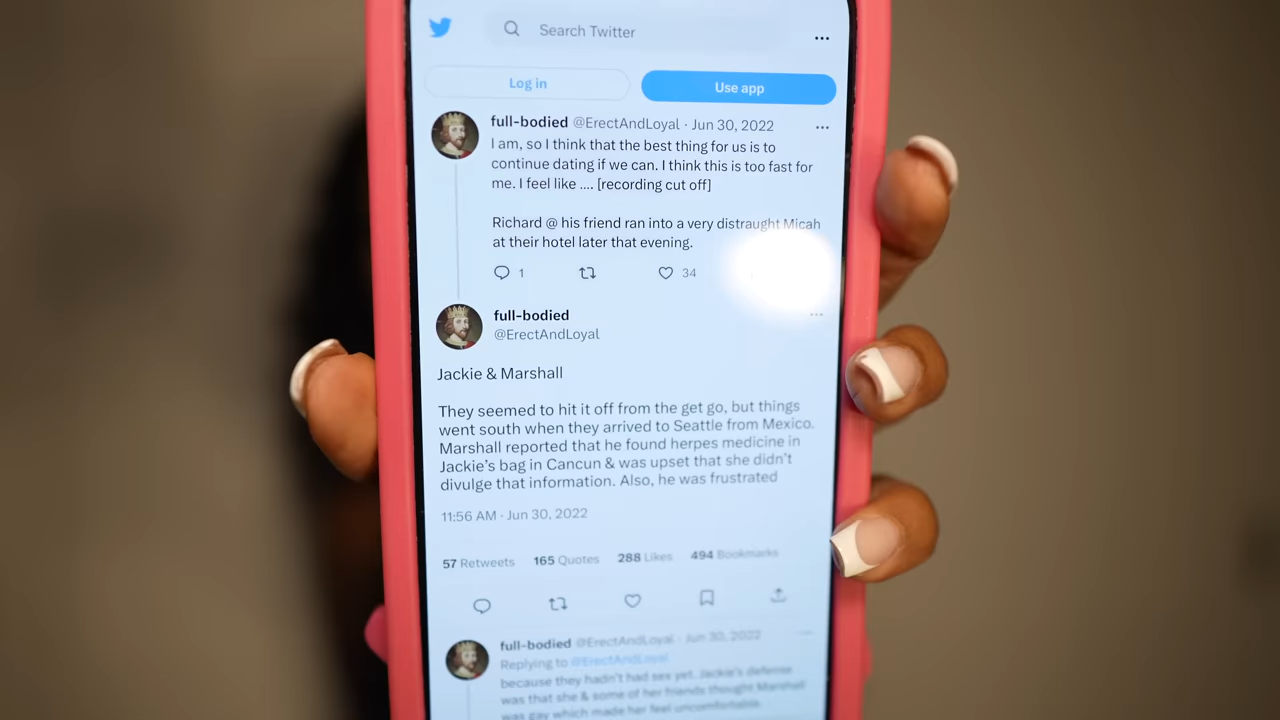 Search Twitter
Log in
Use app
full-bodied @ErectAndLoyal · Jun 30, 2022
I am, so I think that the best thing for us is to
continue dating if we can. I think this is too fast for
me. I feel like .... [recording cut off]
Richard @ his friend ran into a very distraught Micah
at their hotel later that evening.
1
34
full-bodied
@ErectAndLoyal
Jackie & Marshall
They seemed to hit it off from the get go, but things
went south when they arrived to Seattle from Mexico.
Marshall reported that he found herpes medicine in
Jackie's bag in Cancun & was upset that she didn't
divulge that information. Also, he was frustrated
11:56 AM · Jun 30, 2022
57 Retweets 165 Quotes 288 Likes 494 Bookmarks
full-bodied @ErectAndLoyal · Jun 30, 2022
Replying to @ErectAndLoyal
because they hadn't had sex yet. Jackie's defense
was that she & some of her friends thought Marshall
was gay which made her feel uncomfortable.